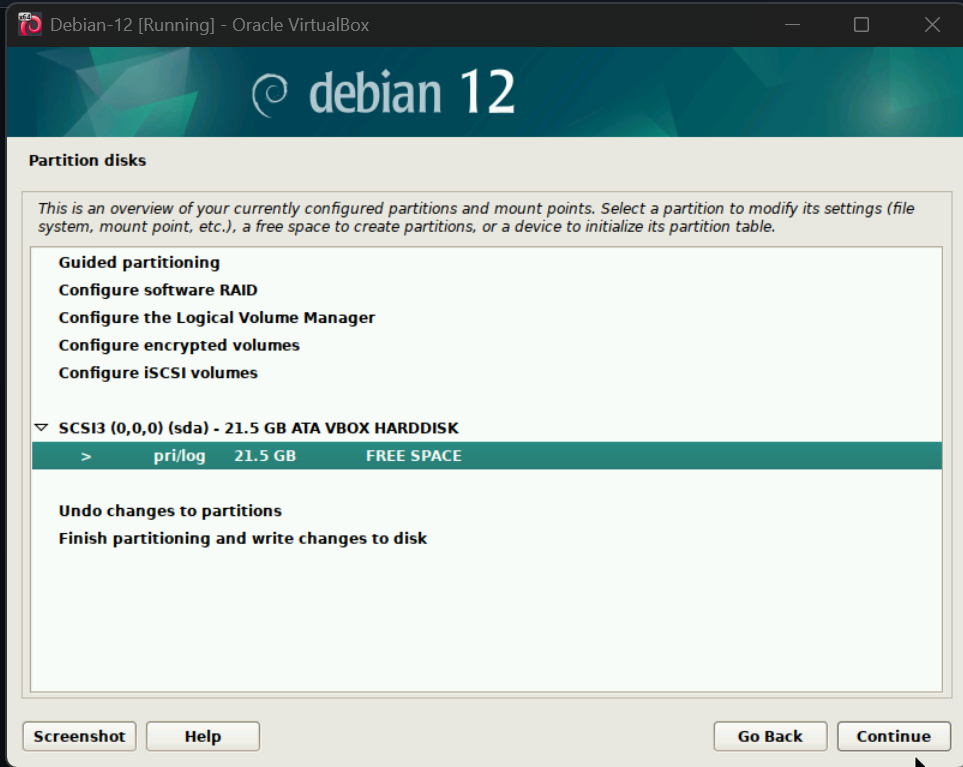 x64
Debian-12 [Running] - Oracle VirtualBox
debian 12
Partition disks
This is an overview of your currently configured partitions and mount points. Select a partition to modify its settings (file
system, mount point, etc.), a free space to create partitions, or a device to initialize its partition table.
Guided partitioning
Configure software RAID
Configure the Logical Volume Manager
Configure encrypted volumes
Configure iSCSI volumes
SCSI3 (0,0,0) (sda) - 21.5 GB ATA VBOX HARDDISK
> pri/log 21.5 GB FREE SPACE
Undo changes to partitions
Finish partitioning and write changes to disk
Screenshot Help Go Back Continue